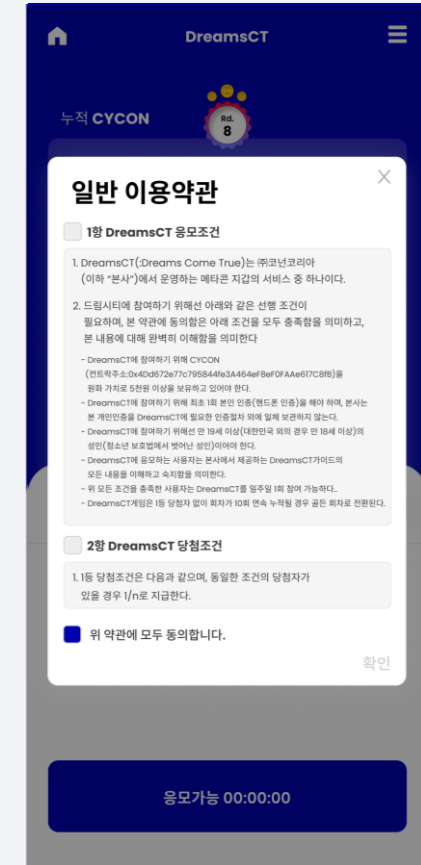 DreamsCT
누적 CYCON
Rd.
8
일반 이용약관
1항 DreamsCT 응모조건
1. DreamsCT(:Dreams Come True)는 ㈜코넌코리아
(이하 “본사”)에서 운영하는 메타콘 지갑의 서비스 중 하나이다.
2. 드림시티에 참여하기 위해선 아래와 같은 선행 조건이
필요하며, 본 약관에 동의함은 아래 조건을 모두 충족함을 의미하고,
본 내용에 대해 완벽히 이해함을 의미한다
- DreamsCT에 참여하기 위해 CYCON
(컨트랙주소:0x4Dd672e77c795844fe3A464eF8eF0FAAe617C8fB)을
원화 가치로 5천원 이상을 보유하고 있어야 한다.
- DreamsCT에 참여하기 위해 최초 1회 본인 인증(핸드폰 인증)을 해야 하며, 본사는
본 개인인증을 DreamsCT에 필요한 인증절차 외에 일체 보관하지 않는다.
- DreamsCT에 참여하기 위해선 만 19세 이상(대한민국 외의 경우 만 18세 이상)의
성인(청소년 보호법에서 벗어난 성인)이어야 한다.
- DreamsCT에 응모하는 사용자는 본사에서 제공하는 DreamsCT가이드의
모든 내용을 이해하고 숙지함을 의미한다.
- 위 모든 조건을 충족한 사용자는 DreamsCT를 일주일 1회 참여 가능하다..
- DreamsCT게임은 1등 당첨자 없이 회차가 10회 연속 누적될 경우 골든 회차로 전환된다.
2항 DreamsCT 당첨조건
1. 1등 당첨조건은 다음과 같으며, 동일한 조건의 당첨자가
있을 경우 1/n로 지급한다.
위 약관에 모두 동의합니다.
확인
응모가능 00:00:00